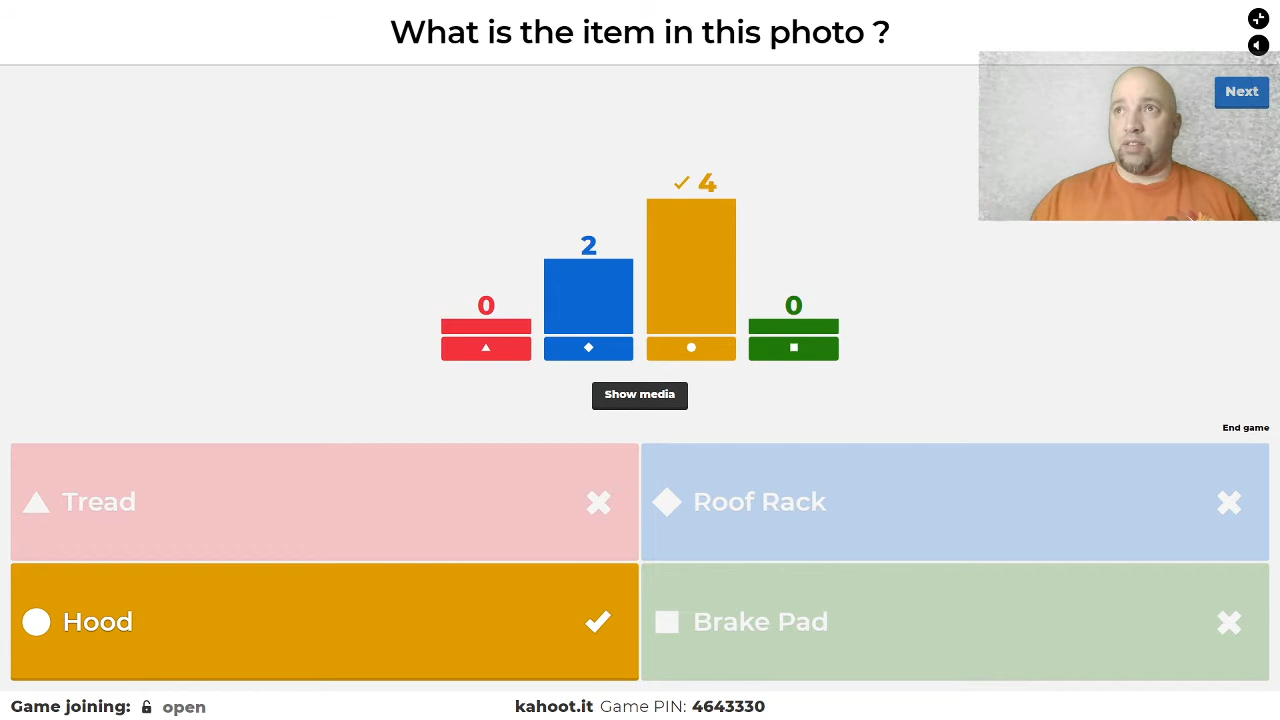 What is the item in this photo ?
Next
4
2
0
0
Show media
End game
Tread
Roof Rack
Hood
Brake Pad
Game joining: open
kahoot.it Game PIN: 4643330